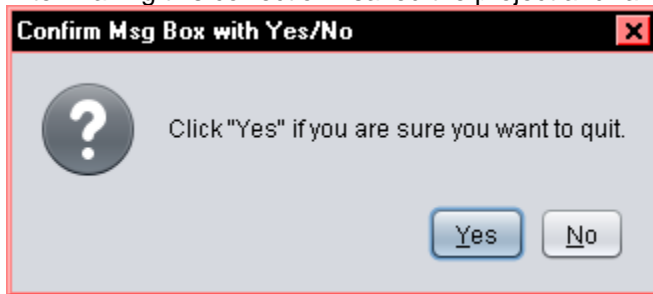 Confirm Msg Box with Yes/No
Click "Yes" if you are sure you want to quit.
Yes No